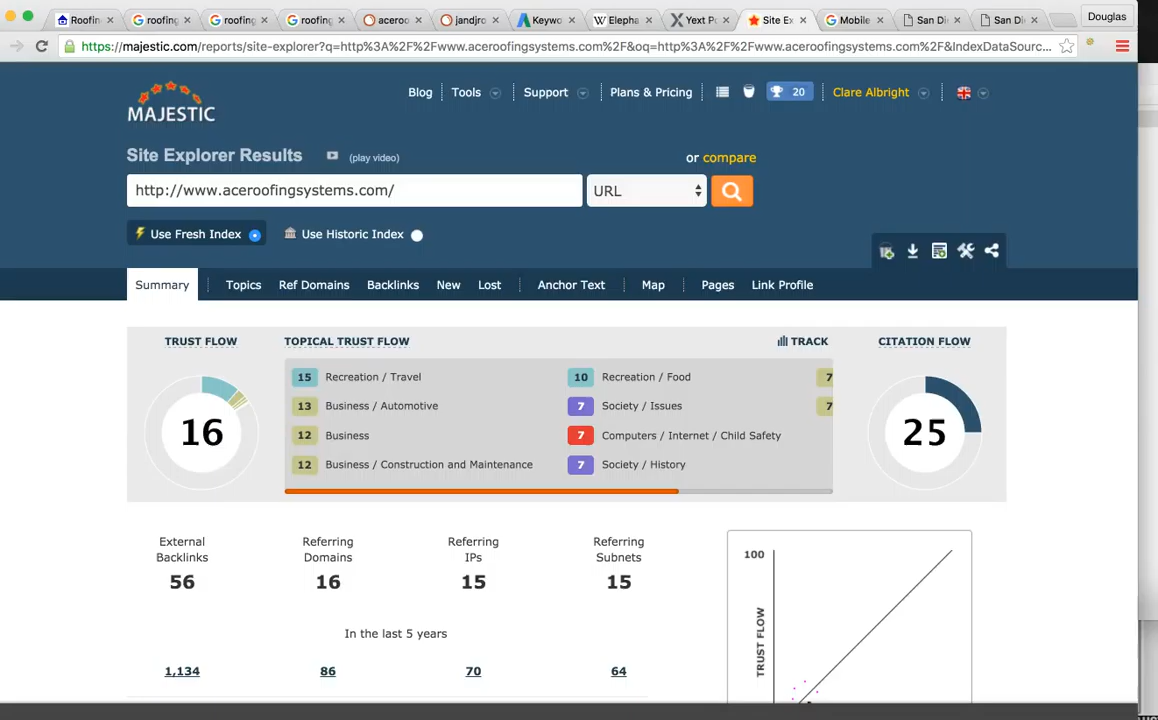 Roofin
roofing
roofing
roofing
aceroo
jandjro
Keywo
Elepha
Yext P
Site Ex
Mobile
San Di
San Di
Douglas
https://majestic.com/reports/site-explorer?q=http%3A%2F%2Fwww.aceroofingsystems.com%2F&oq=http%3A%2F%2Fwww.aceroofingsystems.com%2F&IndexDataSourc...
MAJESTIC
Blog
Tools
Support
Plans & Pricing
20
Clare Albright
Site Explorer Results
(play video)
or compare
http://www.aceroofingsystems.com/
URL
Use Fresh Index
Use Historic Index
Summary
Topics
Ref Domains
Backlinks
New
Lost
Anchor Text
Map
Pages
Link Profile
TRUST FLOW
TOPICAL TRUST FLOW
TRACK
CITATION FLOW
16
15 Recreation / Travel
10 Recreation / Food
7
13 Business / Automotive
7 Society / Issues
7
12 Business
7 Computers / Internet / Child Safety
12 Business / Construction and Maintenance
7 Society / History
25
External
Backlinks
56
Referring
Domains
16
Referring
IPs
15
Referring
Subnets
15
In the last 5 years
1,134
86
70
64
100
TRUST FLOW